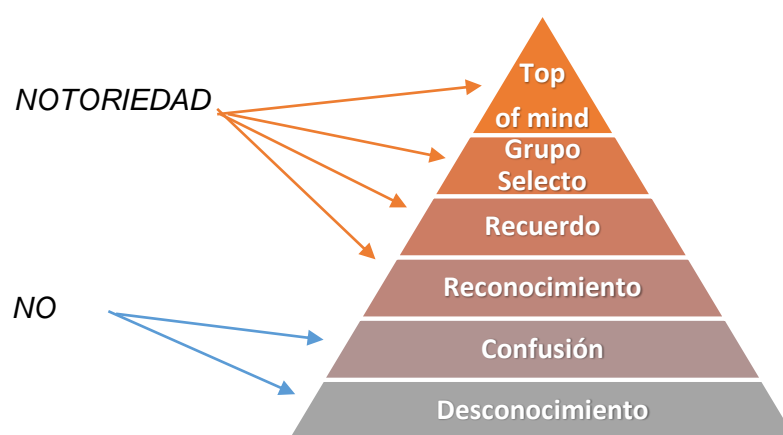 Top
of mind
NOTORIEDAD
Grupo
Selecto
Recuerdo
Reconocimiento
NO
Confusión
Desconocimiento